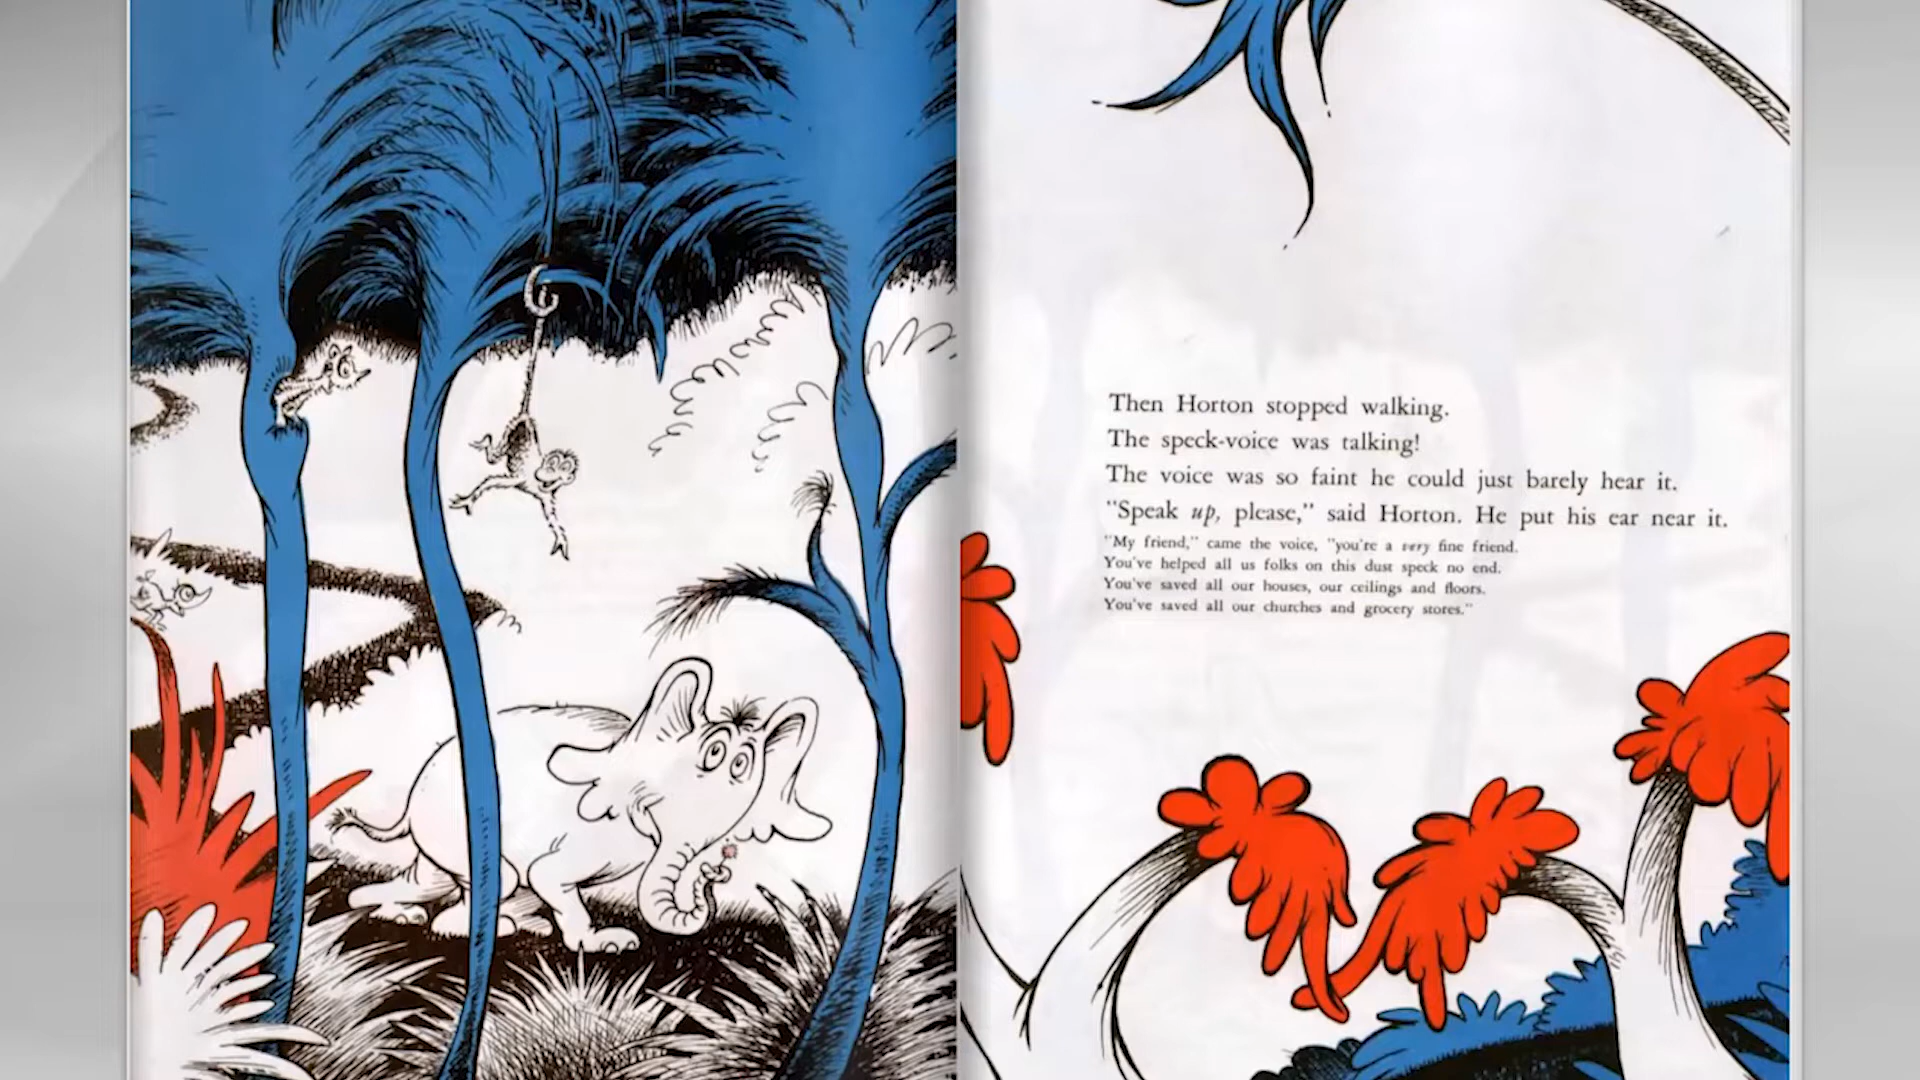 Then Horton stopped walking.
The speck-voice was talking!
The voice was so faint he could just barely hear it.
"Speak up, please," said Horton. He put his ear near it.
"My friend," came the voice, "you're a very fine friend.
You've helped all us folks on this dust speck no end.
You've saved all our houses, our ceilings and floors.
You've saved all our churches and grocery stores."